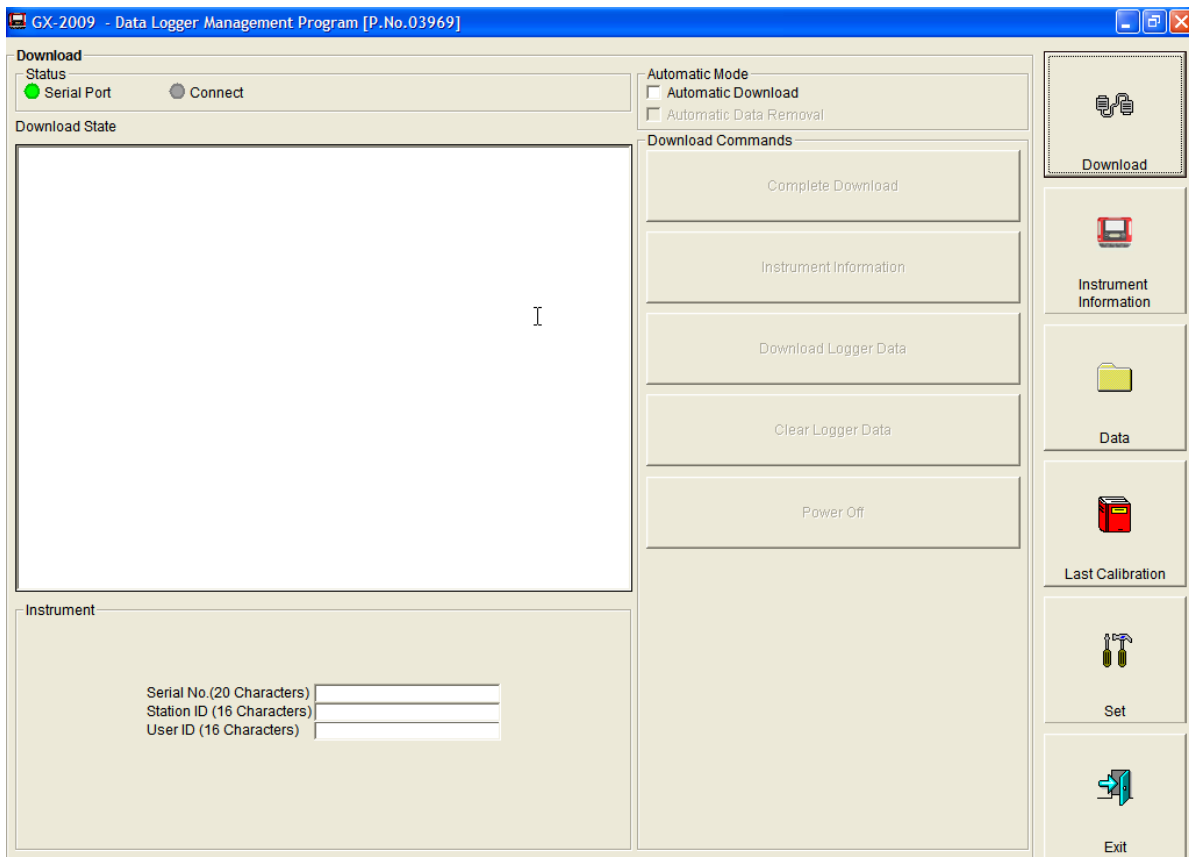 GX-2009 - Data Logger Management Program [P.No.03969]
Download
Status
Serial Port
Connect
Download State
Automatic Mode
Automatic Download
Automatic Data Removal
Download Commands
Complete Download
Instrument Information
Download Logger Data
Clear Logger Data
Power Off
Instrument
Serial No.(20 Characters)
Station ID (16 Characters)
User ID (16 Characters)
Download
Instrument
Information
Data
Last Calibration
Set
Exit